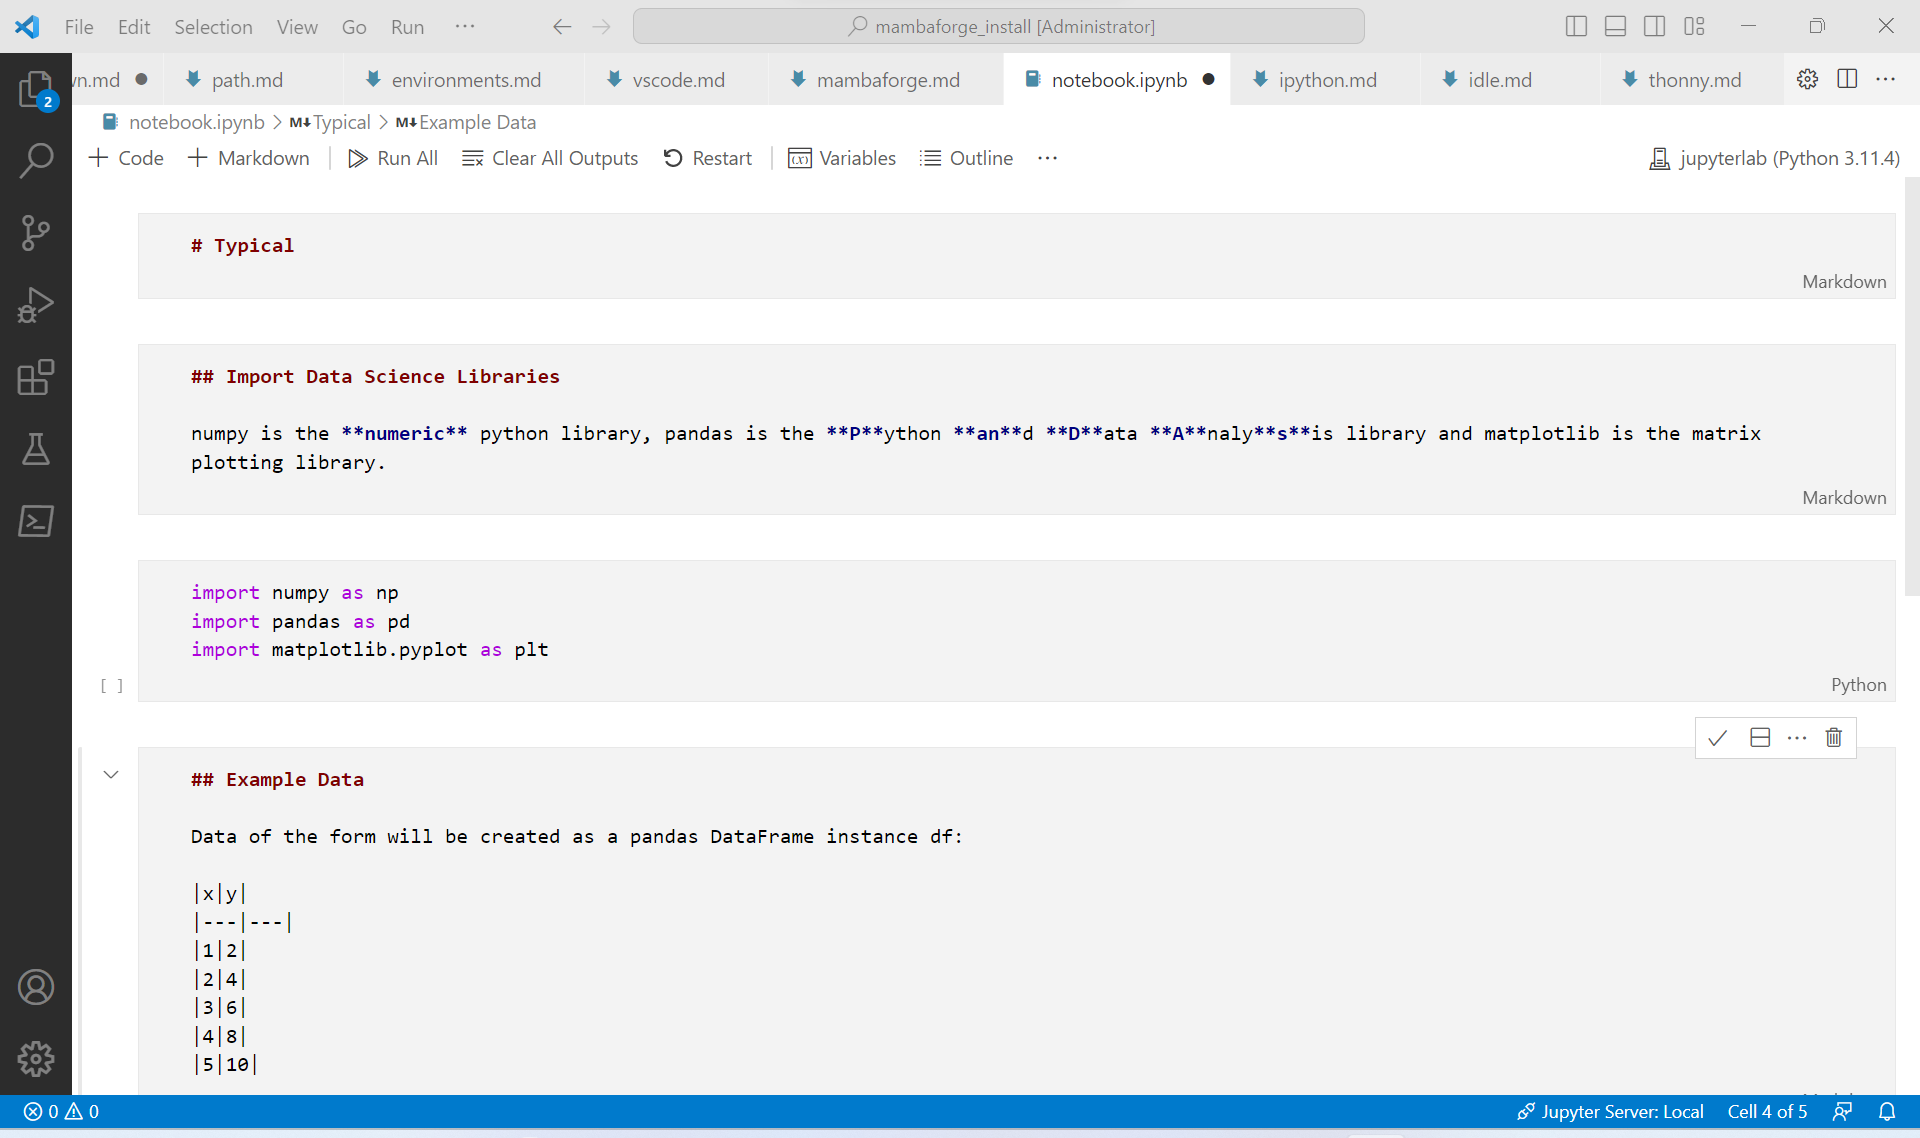 File Edit Selection View Go Run ··· mambaforge_install [Administrator]
wn.md path.md environments.md vscode.md mambaforge.md notebook.ipynb ipython.md idle.md thonny.md ···
2
notebook.ipynb > M↓Typical > M↓Example Data
+ Code + Markdown Run All Clear All Outputs Restart Variables Outline ··· jupyterlab (Python 3.11.4)
# Typical
Markdown
## Import Data Science Libraries
numpy is the **numeric** python library, pandas is the **P**ython **an**d **D**ata **A**naly**s**is library and matplotlib is the matrix
plotting library.
Markdown
import numpy as np
import pandas as pd
import matplotlib.pyplot as plt
[ ]
Python
## Example Data
Data of the form will be created as a pandas DataFrame instance df:
|x|y|
|---|---|
|1|2|
|2|4|
|3|6|
|4|8|
|5|10|
0 0 Jupyter Server: Local Cell 4 of 5